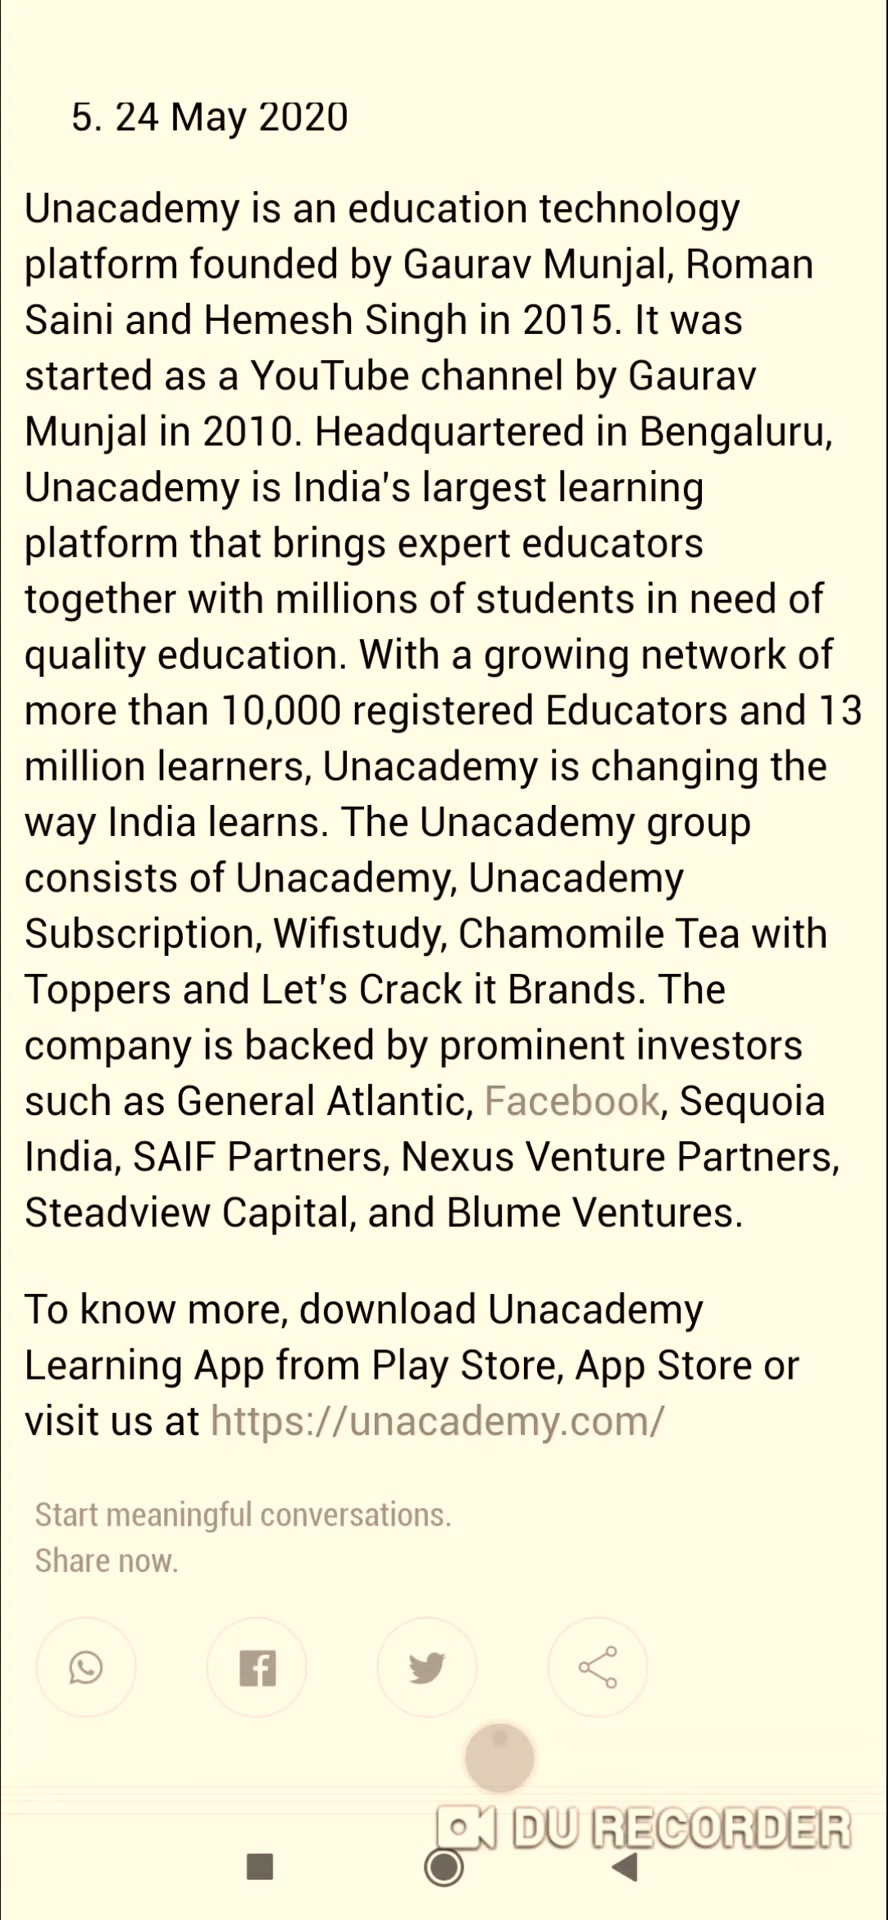 5. 24 May 2020
Unacademy is an education technology
platform founded by Gaurav Munjal, Roman
Saini and Hemesh Singh in 2015. It was
started as a YouTube channel by Gaurav
Munjal in 2010. Headquartered in Bengaluru,
Unacademy is India's largest learning
platform that brings expert educators
together with millions of students in need of
quality education. With a growing network of
more than 10,000 registered Educators and 13
million learners, Unacademy is changing the
way India learns. The Unacademy group
consists of Unacademy, Unacademy
Subscription, Wifistudy, Chamomile Tea with
Toppers and Let's Crack it Brands. The
company is backed by prominent investors
such as General Atlantic, Facebook, Sequoia
India, SAIF Partners, Nexus Venture Partners,
Steadview Capital, and Blume Ventures.
To know more, download Unacademy
Learning App from Play Store, App Store or
visit us at https://unacademy.com/
Start meaningful conversations.
Share now.
DU RECORDER